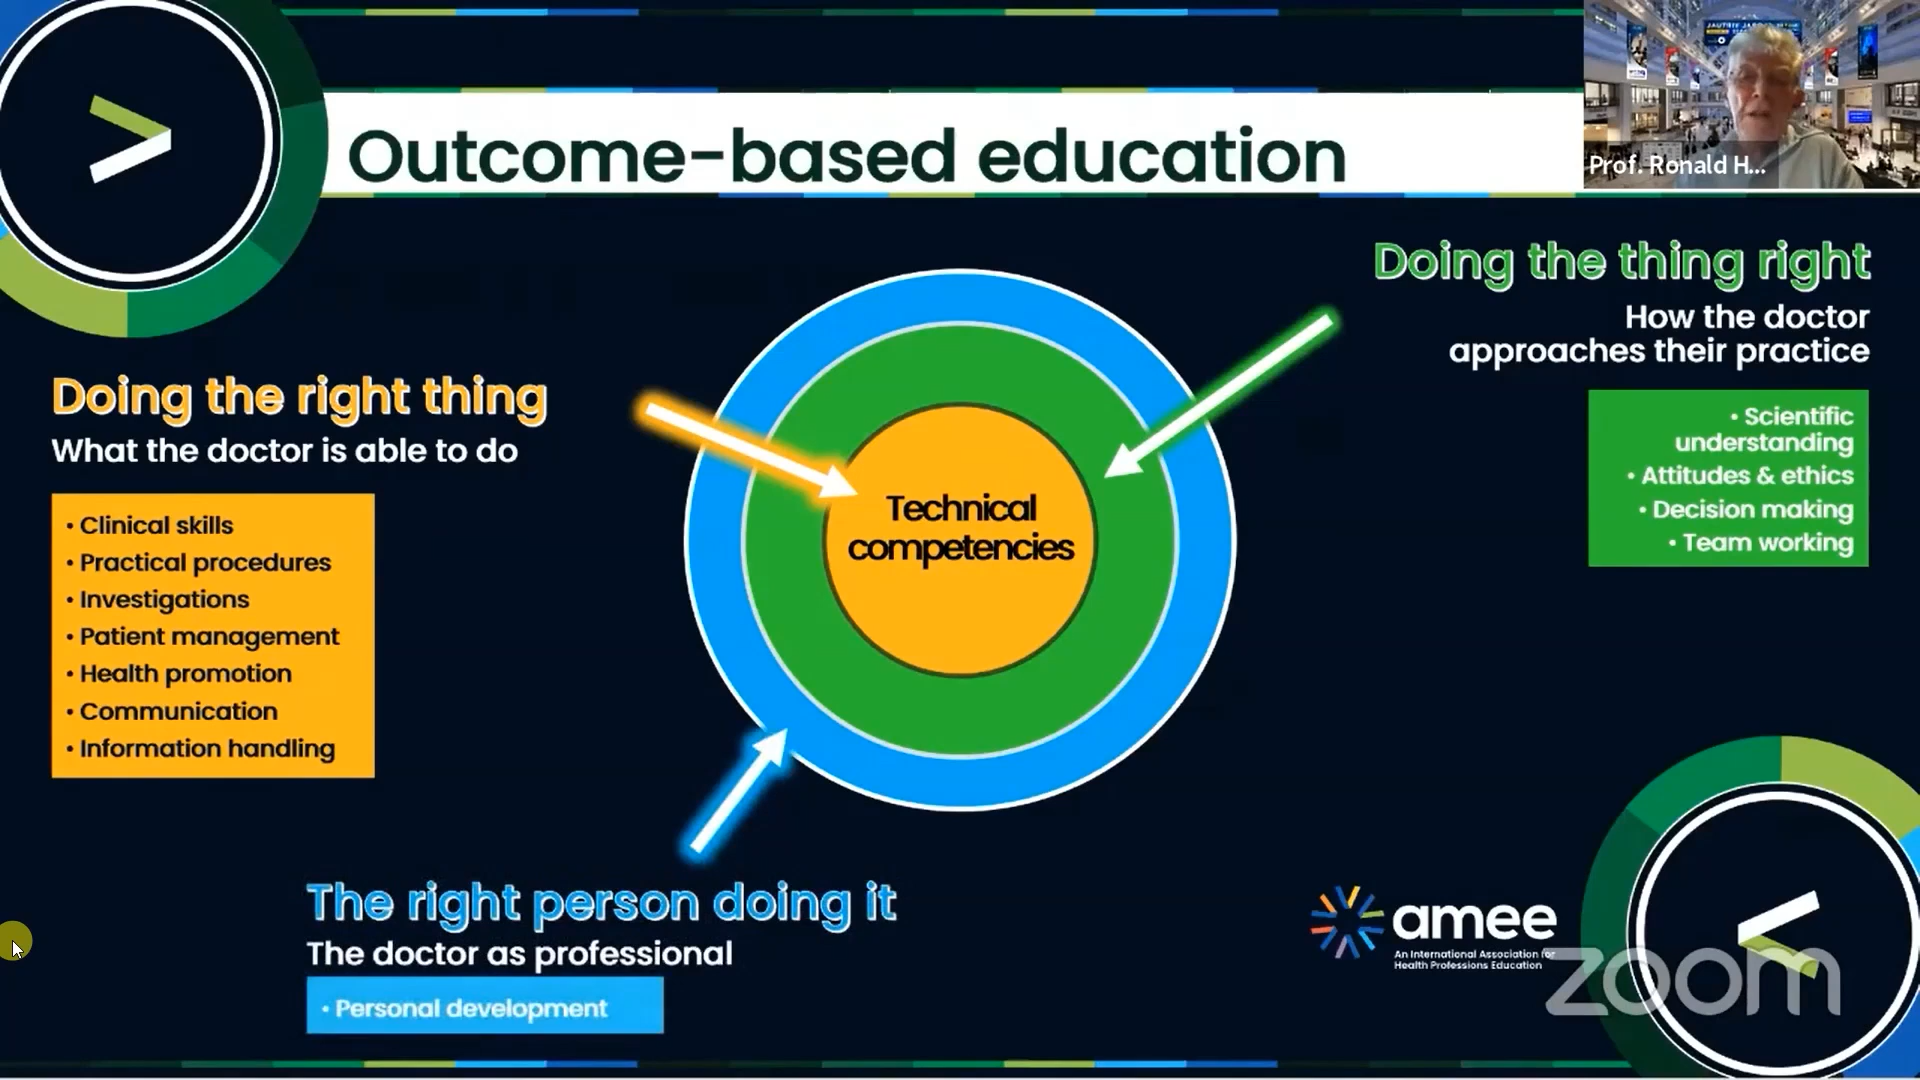 Outcome-based education
Prof. Ronald H...
Doing the thing right
How the doctor
approaches their practice
• Scientific
understanding
• Attitudes & ethics
• Decision making
• Team working
Doing the right thing
What the doctor is able to do
• Clinical skills
• Practical procedures
• Investigations
• Patient management
• Health promotion
• Communication
• Information handling
Technical
competencies
The right person doing it
The doctor as professional
• Personal development
amee
An International Association for
Health Professions Education
zoom